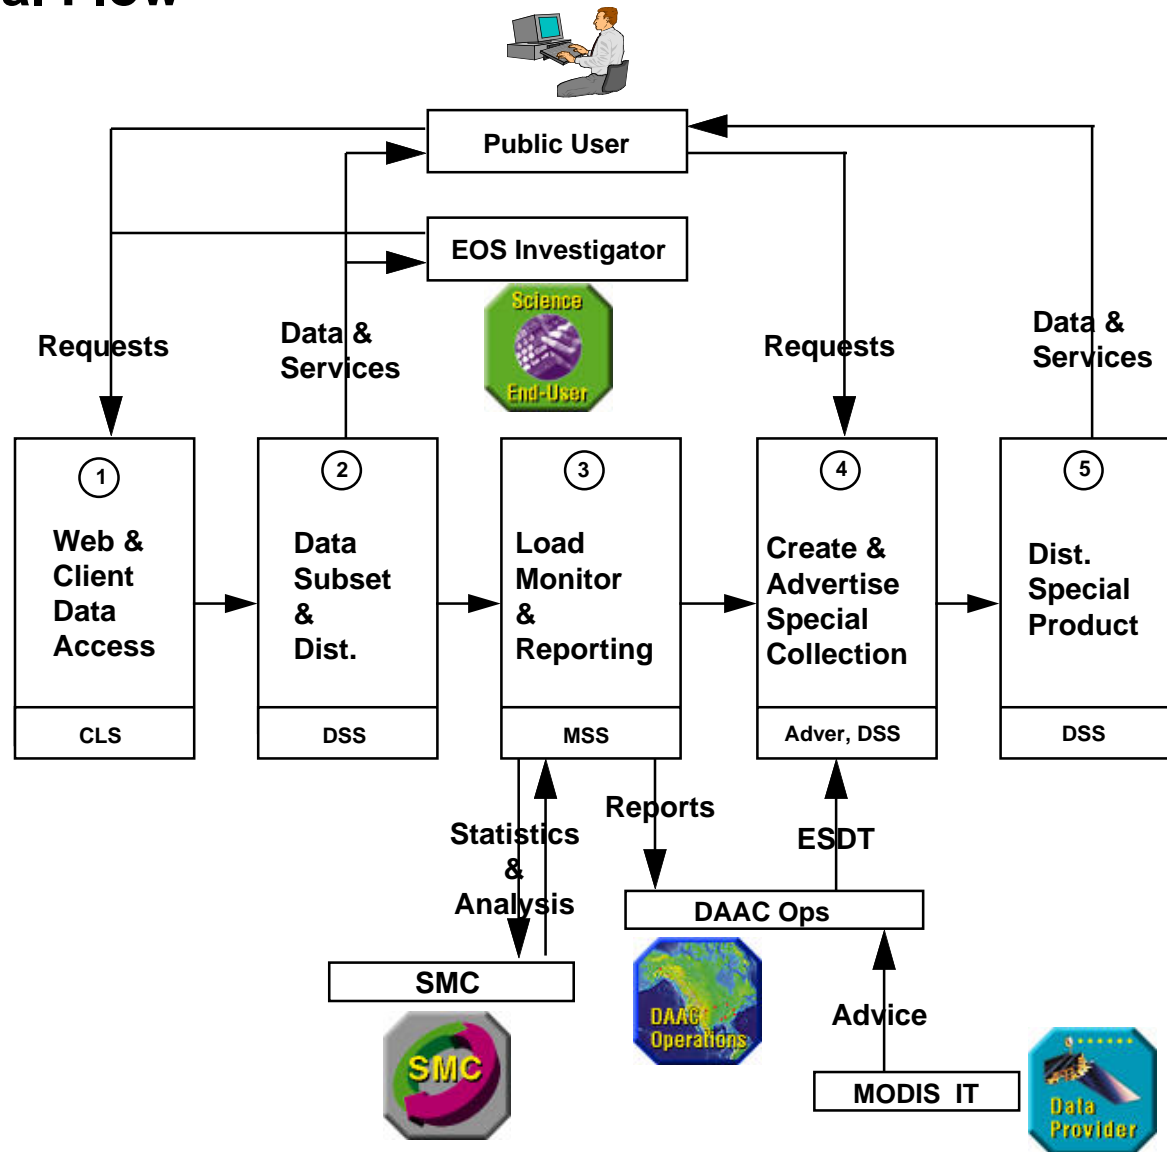 Public User
EOS Investigator
Science
End-User
Requests
Data &
Services
Requests
Data &
Services
1
Web &
Client
Data
Access
CLS
2
Data
Subset
&
Dist.
DSS
3
Load
Monitor
&
Reporting
MSS
4
Create &
Advertise
Special
Collection
Adver, DSS
5
Dist.
Special
Product
DSS
Statistics
&
Analysis
Reports
ESDT
DAAC Ops
SMC
SMC
DAAC
Operations
Advice
MODIS IT
Data
Provider